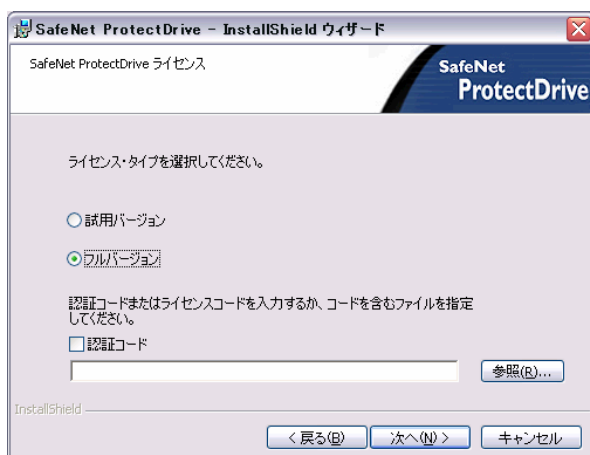 SafeNet ProtectDrive - InstallShield ウィザード
SafeNet ProtectDrive ライセンス
SafeNet
ProtectDrive
ライセンス・タイプを選択してください。
試用バージョン
フルバージョン
認証コードまたはライセンスコードを入力するか、コードを含むファイルを指定
してください。
認証コード
参照(R)...
InstallShield
< 戻る(B)
次へ(N) >
キャンセル